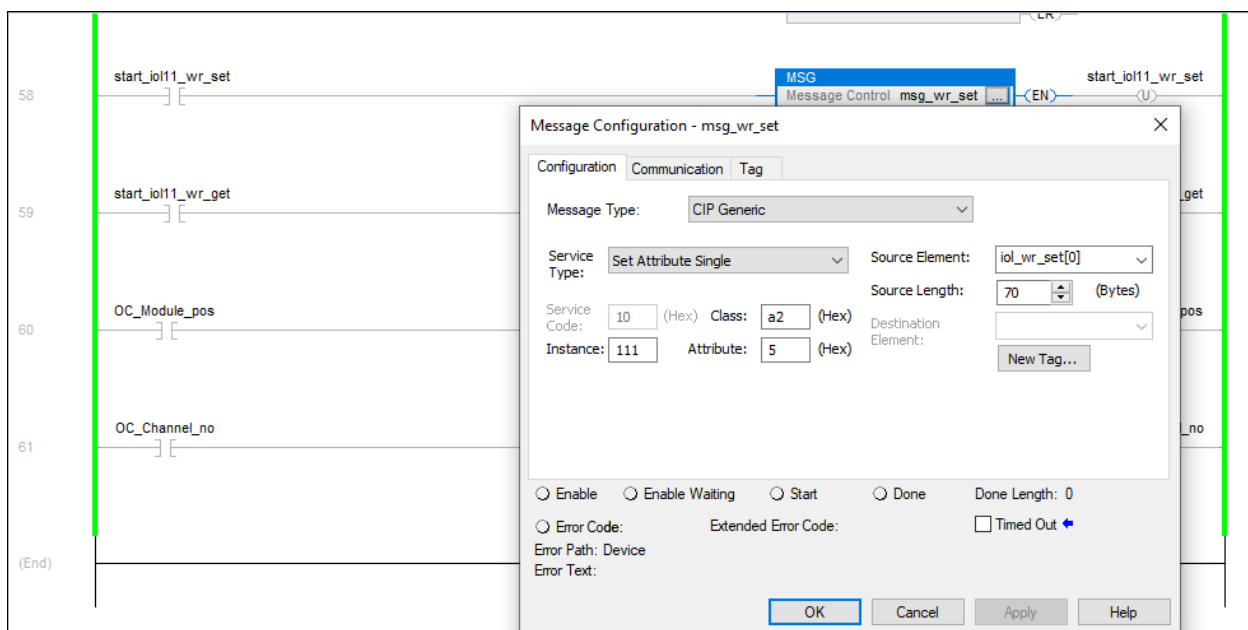 start_iol11_wr_set
MSG
start_iol11_wr_set
58
Message Control msg_wr_set ...
EN
U
Message Configuration - msg_wr_set
Configuration Communication Tag
start_iol11_wr_get
_get
59
Message Type: CIP Generic
Service Type: Set Attribute Single
Source Element: iol_wr_set[0]
Source Length: 70 (Bytes)
Service Code: 10 (Hex) Class: a2 (Hex)
Destination Element:
Instance: 111 Attribute: 5 (Hex)
New Tag...
OC_Module_pos
pos
60
OC_Channel_no
_no
61
Enable Enable Waiting Start Done Done Length: 0
Error Code: Extended Error Code: Timed Out
Error Path: Device
Error Text:
(End)
OK Cancel Apply Help